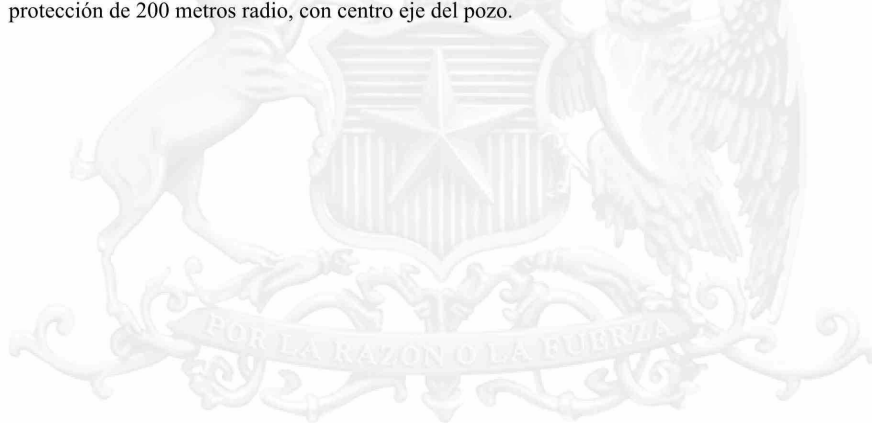 protección de 200 metros radio, con centro eje del pozo.
POR LA RAZON O LA FUERZA